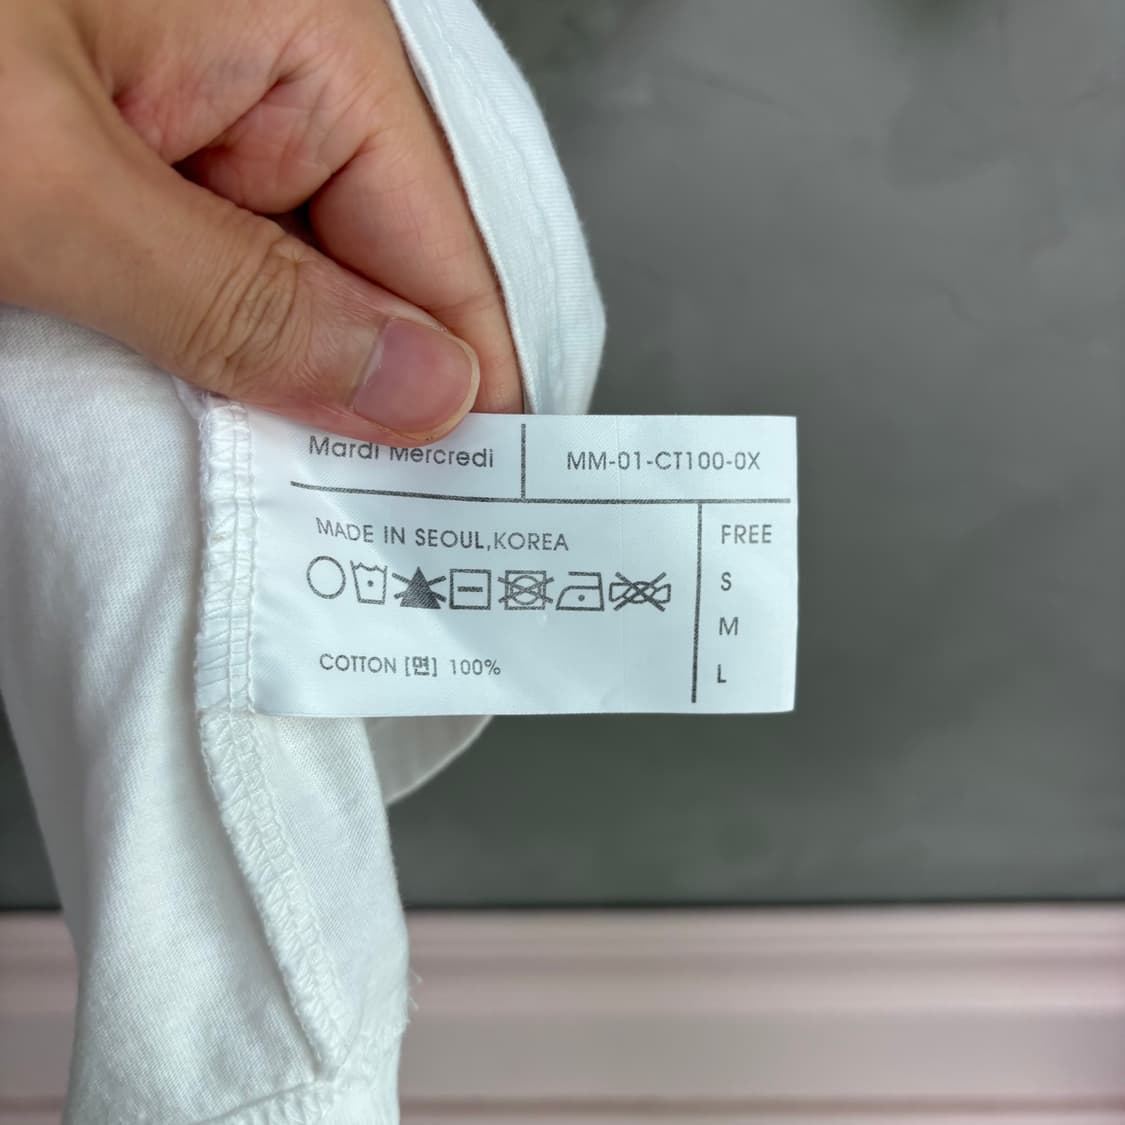 Mardi Mercredi
MM-01-CT100-0X
MADE IN SEOUL,KOREA
COTTON [면] 100%
FREE
S
M
L